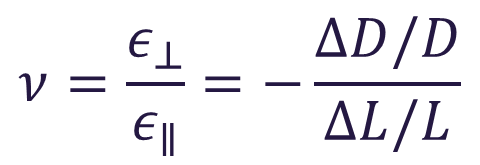 ν = ϵ⊥/ϵ∥ = − (ΔD/D)/(ΔL/L)